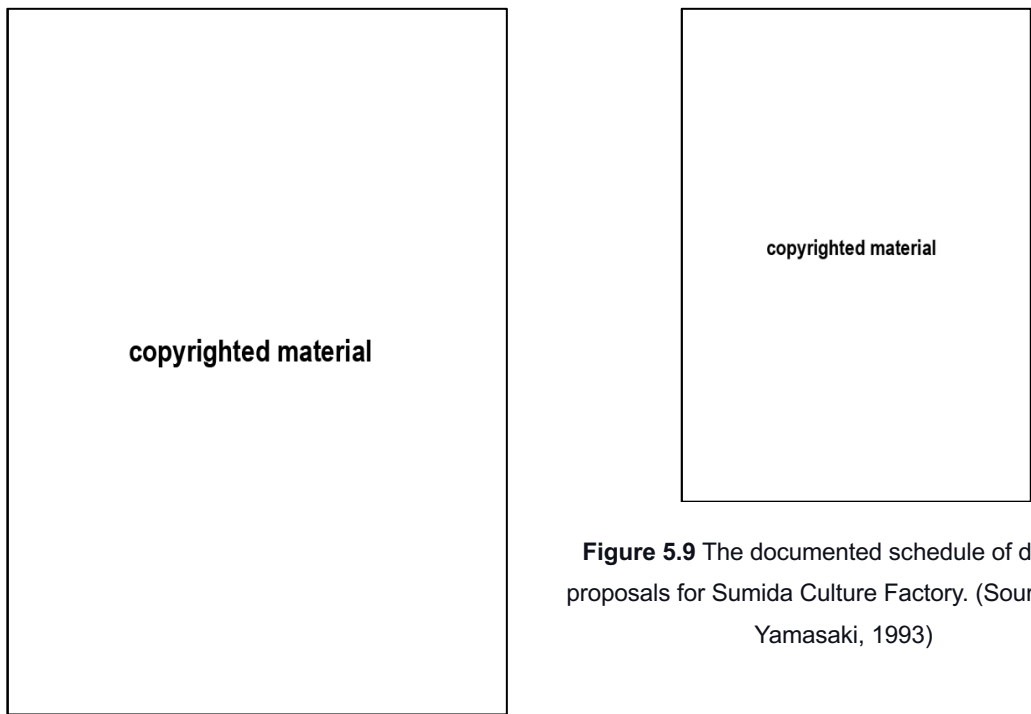 copyrighted material
copyrighted material
Figure 5.9 The documented schedule of d
proposals for Sumida Culture Factory. (Sour
Yamasaki, 1993)